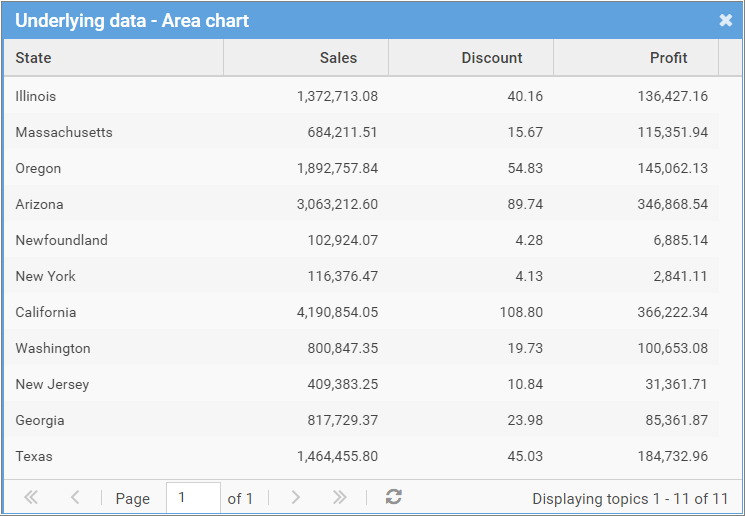 Underlying data - Area chart
State Sales Discount Profit
Illinois 1,372,713.08 40.16 136,427.16
Massachusetts 684,211.51 15.67 115,351.94
Oregon 1,892,757.84 54.83 145,062.13
Arizona 3,063,212.60 89.74 346,868.54
Newfoundland 102,924.07 4.28 6,885.14
New York 116,376.47 4.13 2,841.11
California 4,190,854.05 108.80 366,222.34
Washington 800,847.35 19.73 100,653.08
New Jersey 409,383.25 10.84 31,361.71
Georgia 817,729.37 23.98 85,361.87
Texas 1,464,455.80 45.03 184,732.96
Page 1 of 1 Displaying topics 1 - 11 of 11